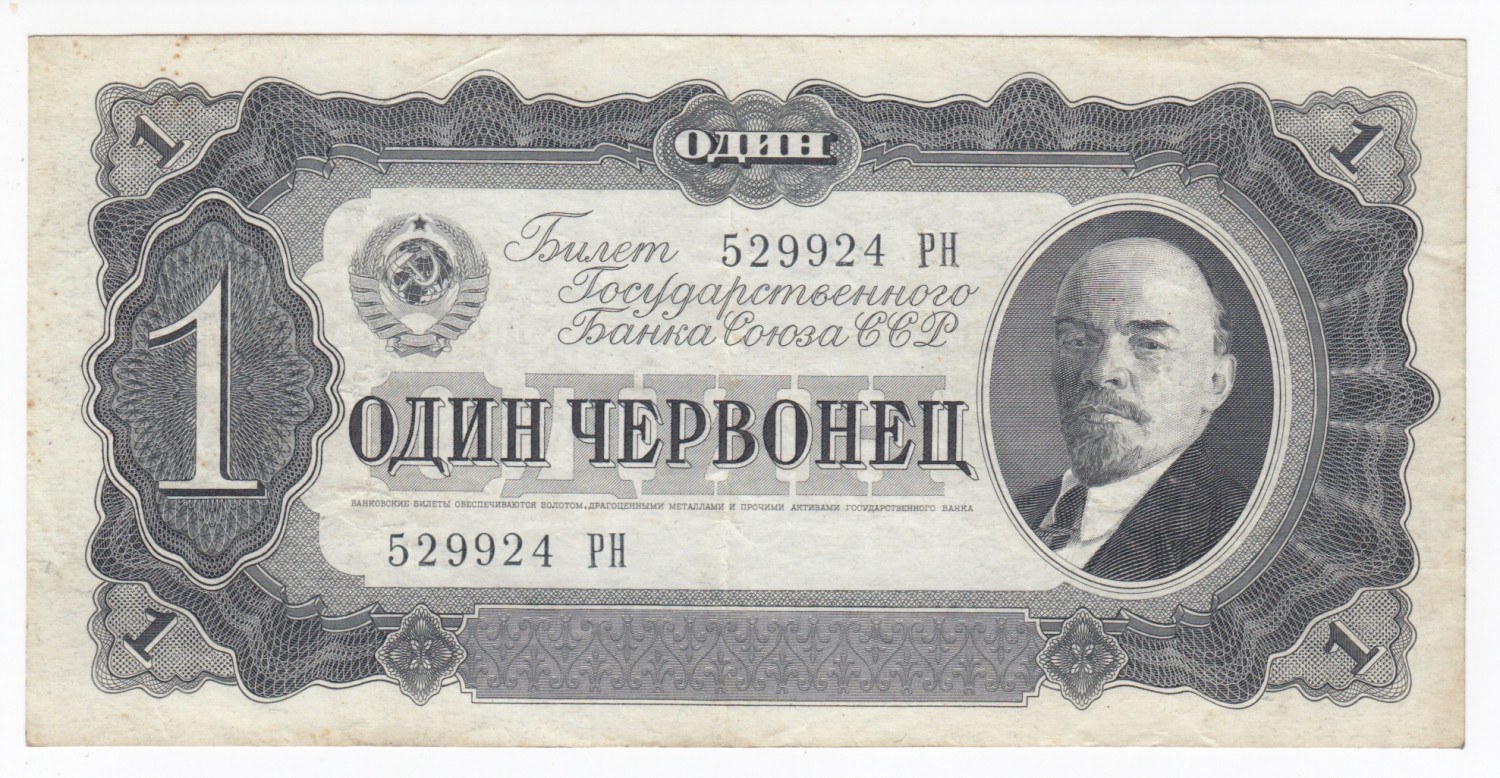 1
ОДИН
1
Билет 529924 РН
Государственного
Банка Союза ССР
1
ОДИН
ОДИН ЧЕРВОНЕЦ
БАНКОВСКИЕ БИЛЕТЫ ОБЕСПЕЧИВАЮТСЯ ЗОЛОТОМ, ДРАГОЦЕННЫМИ МЕТАЛЛАМИ И ПРОЧИМИ АКТИВАМИ ГОСУДАРСТВЕННОГО БАНКА
529924 РН
1
1